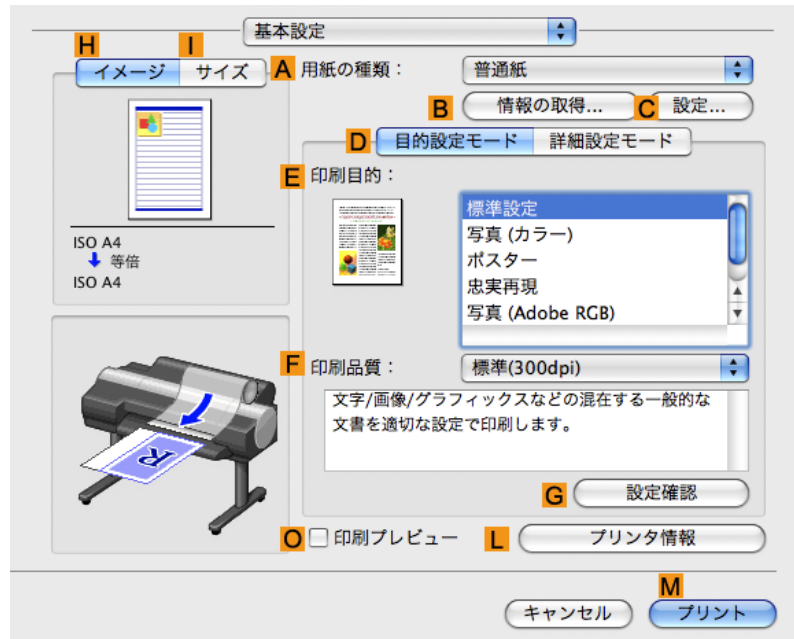 基本設定
H
I
イメージ
サイズ
A 用紙の種類：
普通紙
B 情報の取得...
C 設定...
D 目的設定モード
詳細設定モード
E 印刷目的：
標準設定
写真 (カラー)
ポスター
忠実再現
写真 (Adobe RGB)
ISO A4
等倍
ISO A4
R
F 印刷品質：
標準(300dpi)
文字/画像/グラフィックスなどの混在する一般的な
文書を適切な設定で印刷します。
G 設定確認
O 印刷プレビュー
L プリンタ情報
M
キャンセル
プリント